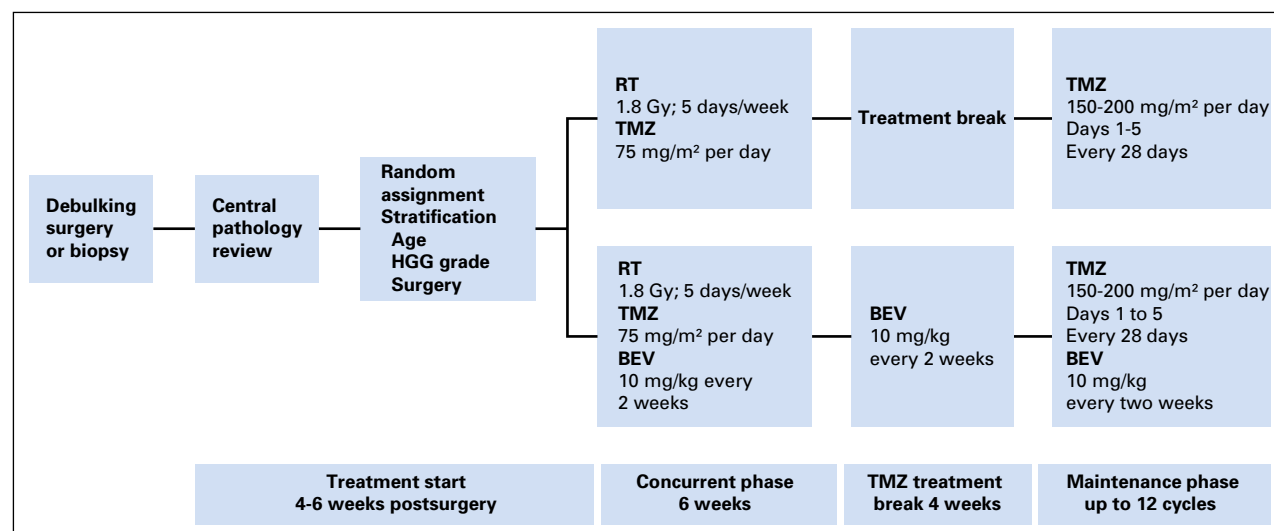 Debulking
surgery
or biopsy
Central
pathology
review
Random
assignment
Stratification
Age
HGG grade
Surgery
RT
1.8 Gy; 5 days/week
TMZ
75 mg/m² per day
Treatment break
TMZ
150-200 mg/m² per day
Days 1-5
Every 28 days
RT
1.8 Gy; 5 days/week
TMZ
75 mg/m² per day
BEV
10 mg/kg every
2 weeks
BEV
10 mg/kg
every 2 weeks
TMZ
150-200 mg/m² per day
Days 1 to 5
Every 28 days
BEV
10 mg/kg
every two weeks
Treatment start
4-6 weeks postsurgery
Concurrent phase
6 weeks
TMZ treatment
break 4 weeks
Maintenance phase
up to 12 cycles